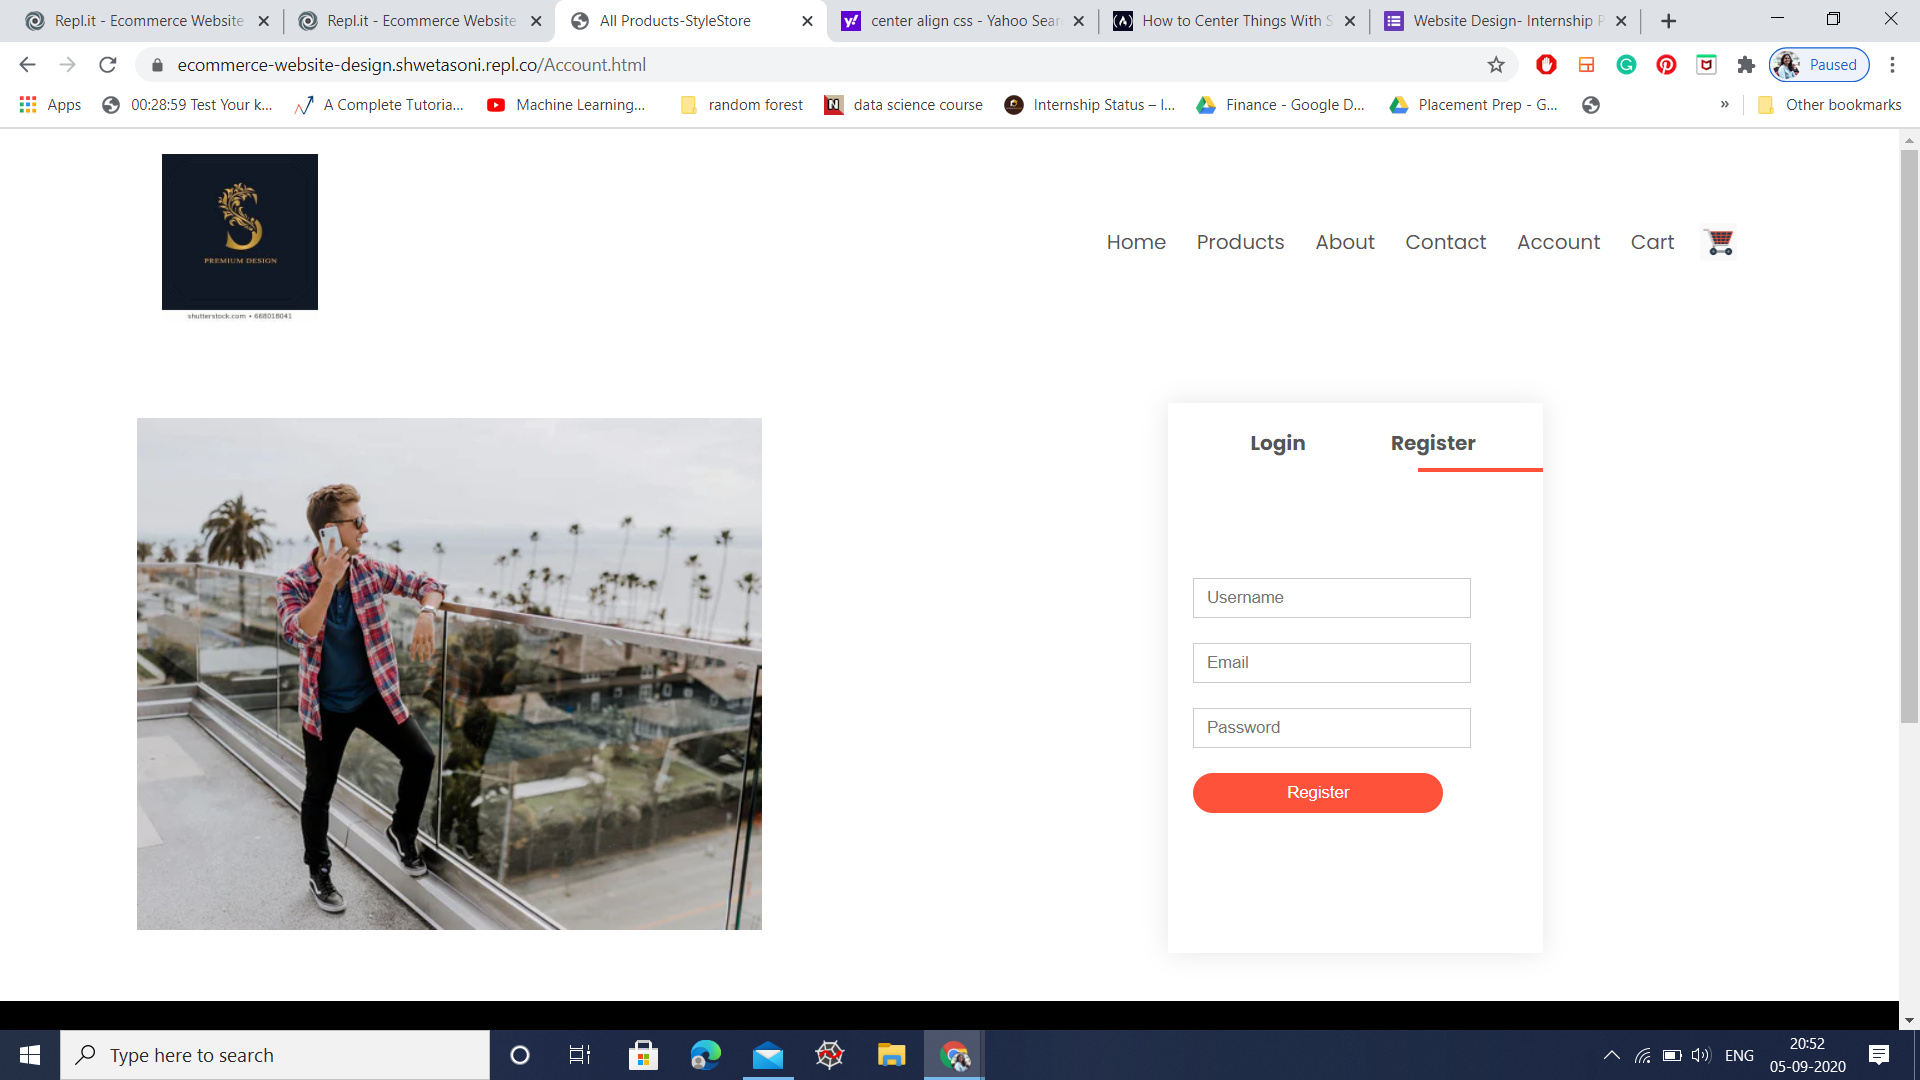 Repl.it - Ecommerce Website
Repl.it - Ecommerce Website
All Products-StyleStore
center align css - Yahoo Sear
How to Center Things With S
Website Design- Internship P
ecommerce-website-design.shwetasoni.repl.co/Account.html
Paused
Apps
00:28:59 Test Your k...
A Complete Tutoria...
Machine Learning...
random forest
data science course
Internship Status – I...
Finance - Google D...
Placement Prep - G...
»
Other bookmarks
S
PREMIUM DESIGN
shutterstock.com • 668018041
Home
Products
About
Contact
Account
Cart
Login
Register
Username
Email
Password
Register
Type here to search
ENG
20:52
05-09-2020